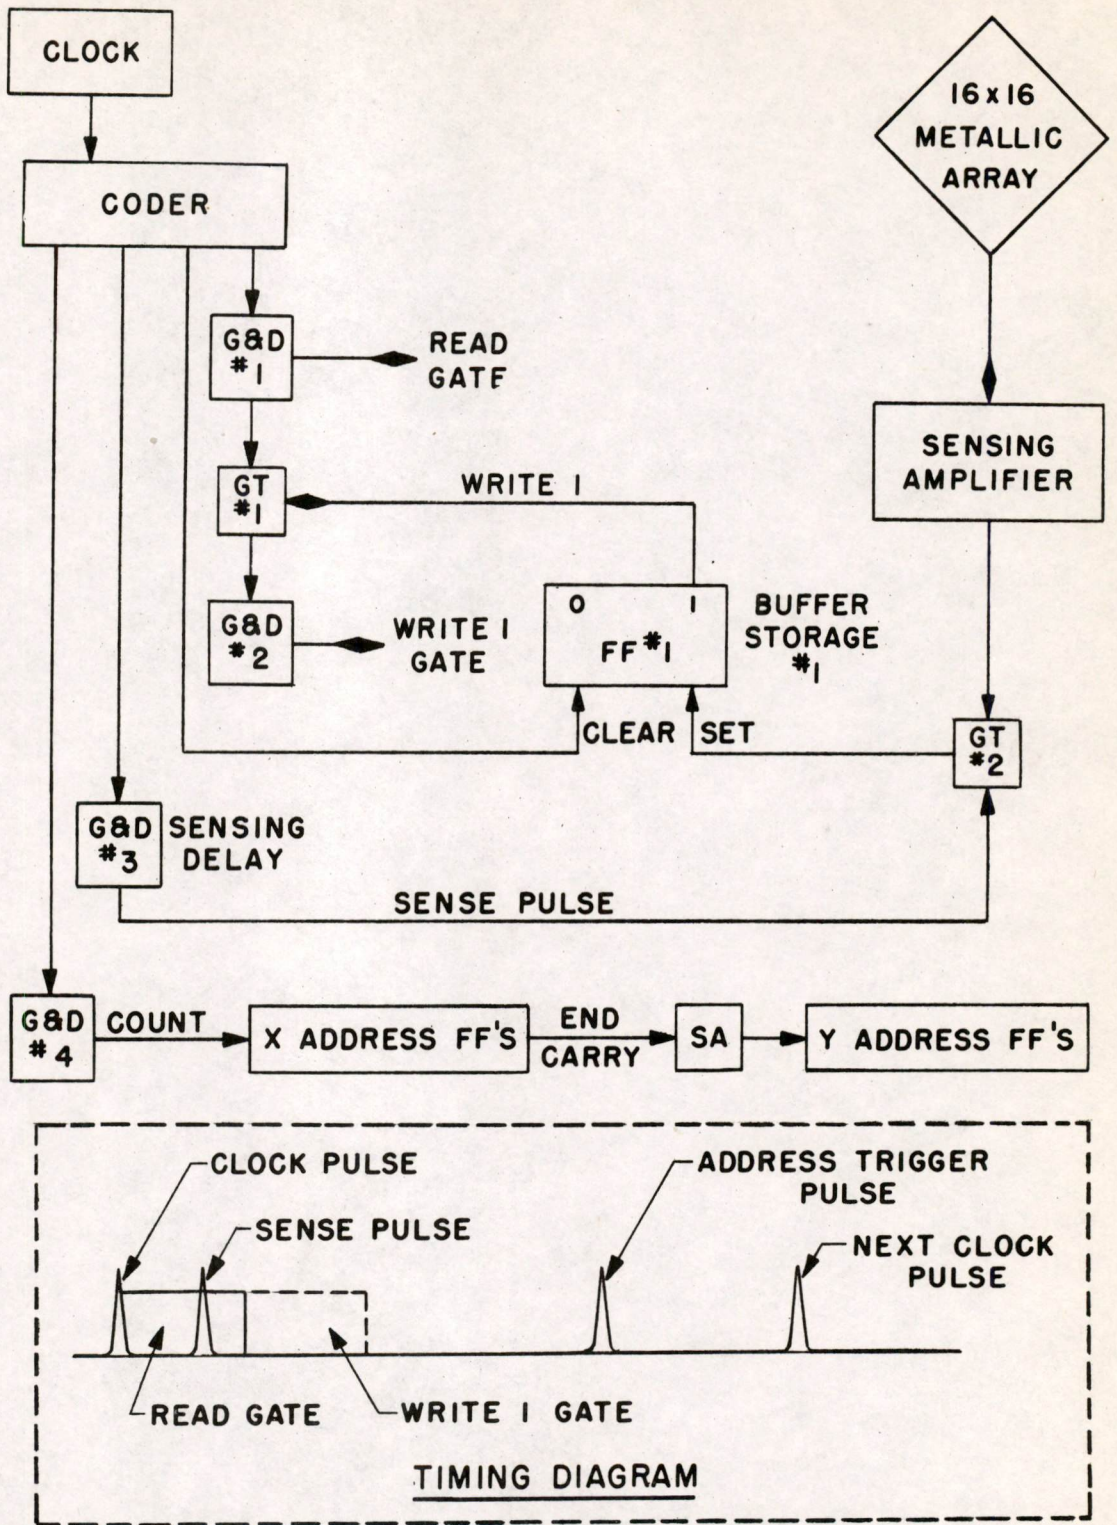 CLOCK
CODER
16 x 16
METALLIC
ARRAY
G&D
#1
READ
GATE
SENSING
AMPLIFIER
GT
#1
WRITE 1
G&D
#2
WRITE 1
GATE
0 1
FF #1
BUFFER
STORAGE
#1
CLEAR
SET
GT
#2
G&D
#3
SENSING
DELAY
SENSE PULSE
G&D
#4
COUNT
X ADDRESS FF'S
END
CARRY
SA
Y ADDRESS FF'S
CLOCK PULSE
SENSE PULSE
ADDRESS TRIGGER
PULSE
NEXT CLOCK
PULSE
READ GATE
WRITE 1 GATE
TIMING DIAGRAM